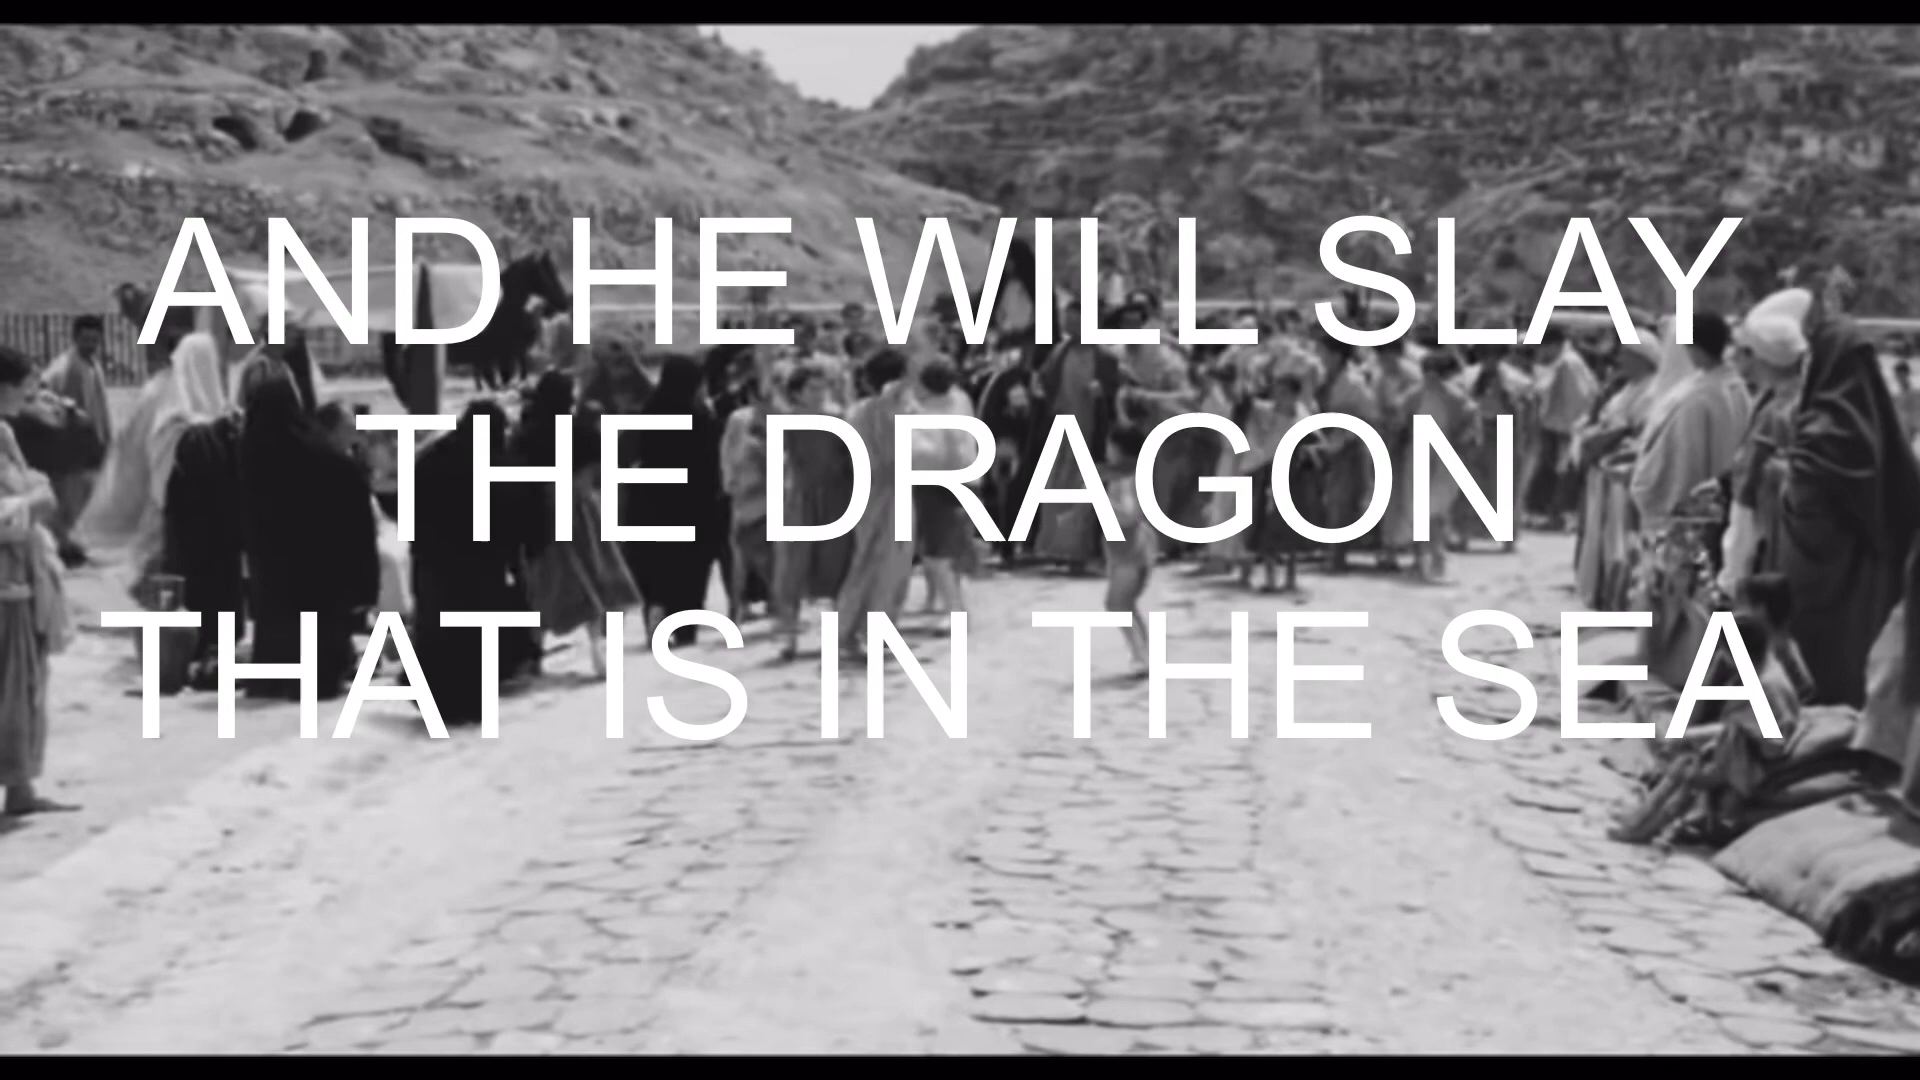 AND HE WILL SLAY
THE DRAGON
THAT IS IN THE SEA